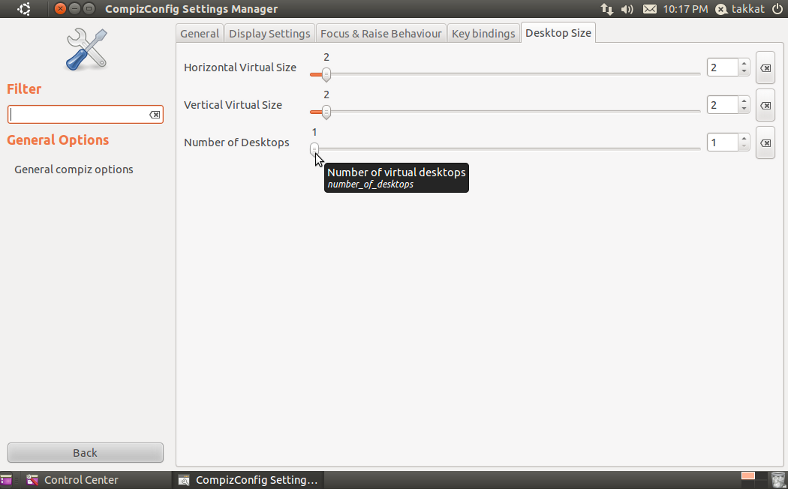 CompizConfig Settings Manager
10:17 PM
takkat
General
Display Settings
Focus & Raise Behaviour
Key bindings
Desktop Size
Filter
General Options
General compiz options
Back
Horizontal Virtual Size
2
2
Vertical Virtual Size
2
2
Number of Desktops
1
1
Number of virtual desktops
number_of_desktops
Control Center
CompizConfig Setting...